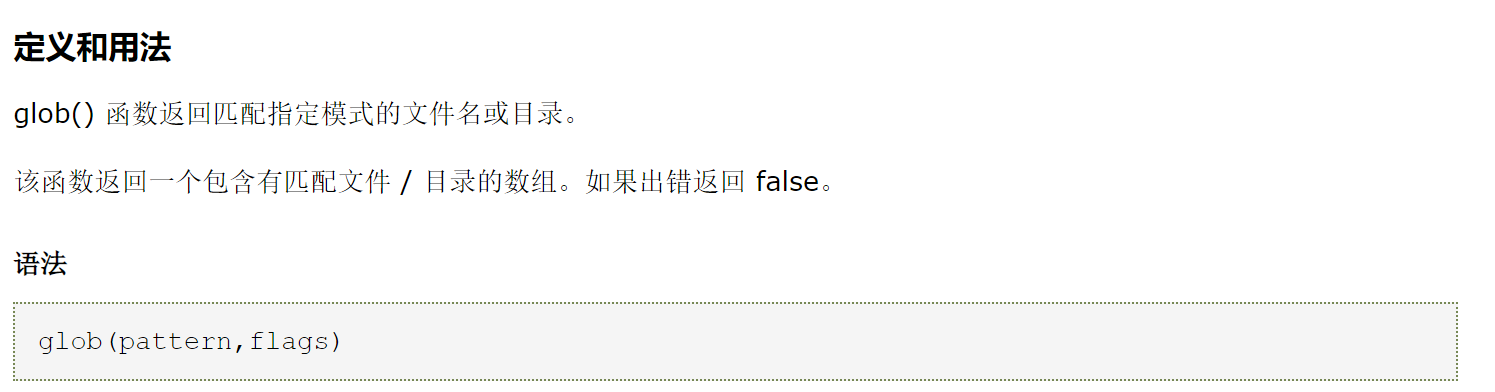 定义和用法
glob() 函数返回匹配指定模式的文件名或目录。
该函数返回一个包含有匹配文件 / 目录的数组。如果出错返回 false。
语法
glob(pattern,flags)